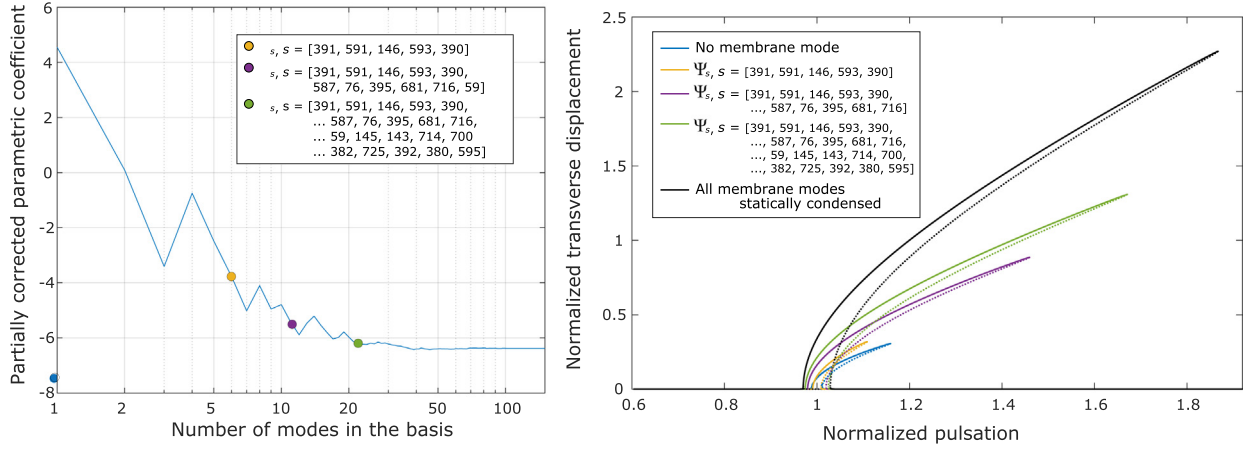 Partially corrected parametric coefficient
6
4
2
0
-2
-4
-6
-8
1
2
5
10
20
50
100
Number of modes in the basis
s, s = [391, 591, 146, 593, 390]
s, s = [391, 591, 146, 593, 390,
587, 76, 395, 681, 716, 59]
s, s = [391, 591, 146, 593, 390,
... 587, 76, 395, 681, 716,
... 59, 145, 143, 714, 700
... 382, 725, 392, 380, 595]
Normalized transverse displacement
2.5
2
1.5
1
0.5
0
0.6
0.8
1
1.2
1.4
1.6
1.8
Normalized pulsation
No membrane mode
Ψs, s = [391, 591, 146, 593, 390]
Ψs, s = [391, 591, 146, 593, 390,
..., 587, 76, 395, 681, 716]
Ψs, s = [391, 591, 146, 593, 390,
..., 587, 76, 395, 681, 716,
..., 59, 145, 143, 714, 700,
..., 382, 725, 392, 380, 595]
All membrane modes
statically condensed